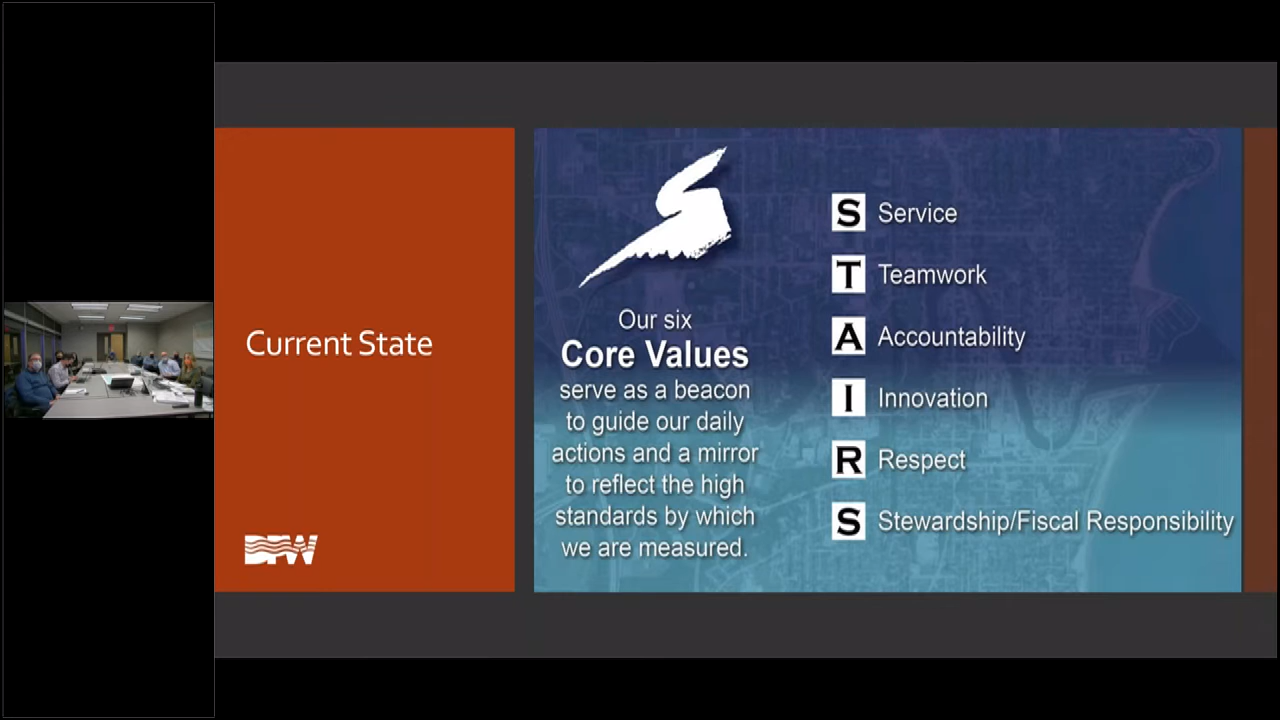 Current State
DPW
Our six
Core Values
serve as a beacon
to guide our daily
actions and a mirror
to reflect the high
standards by which
we are measured.
S Service
T Teamwork
A Accountability
I Innovation
R Respect
S Stewardship/Fiscal Responsibility